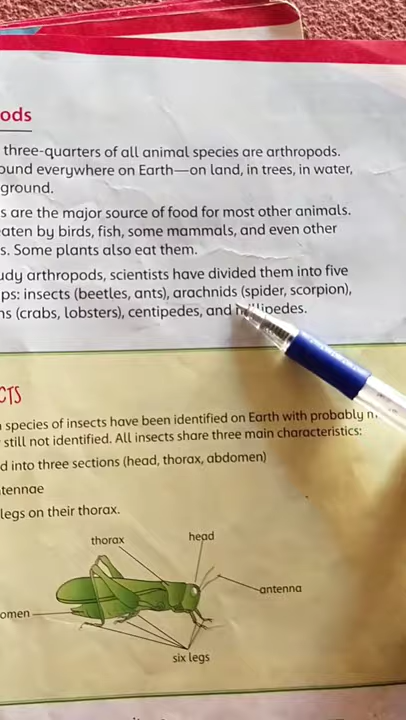 ods
three-quarters of all animal species are arthropods.
ound everywhere on Earth—on land, in trees, in water,
ground.
s are the major source of food for most other animals.
eaten by birds, fish, some mammals, and even other
s. Some plants also eat them.
udy arthropods, scientists have divided them into five
ps: insects (beetles, ants), arachnids (spider, scorpion),
ns (crabs, lobsters), centipedes, and
CTS
species of insects have been identified on Earth with probably
still not identified. All insects share three main characteristics:
d into three sections (head, thorax, abdomen)
tennae
legs on their thorax.
thorax
head
antenna
omen
six legs